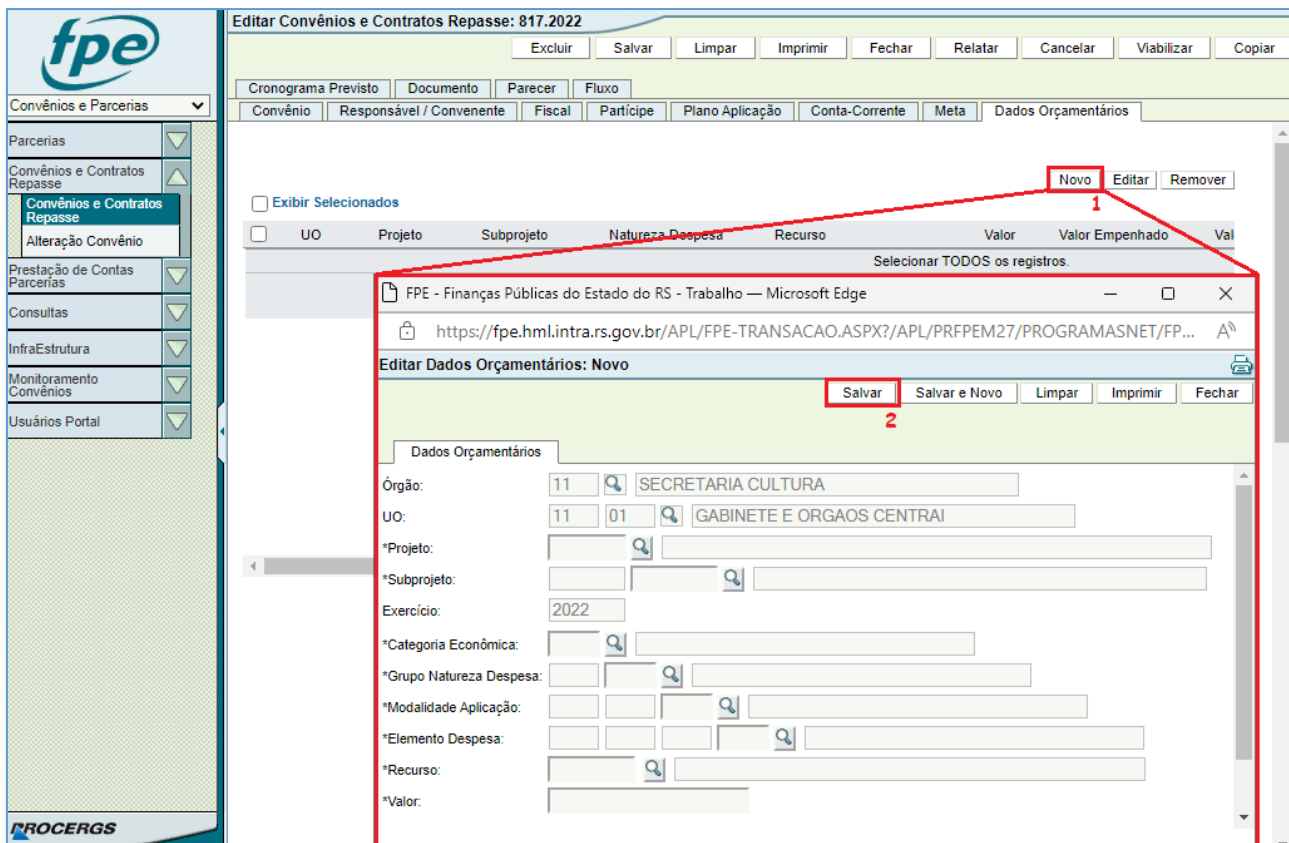 fpe
Convênios e Parcerias
Parcerias
Convênios e Contratos
Repasse
Convênios e Contratos
Repasse
Alteração Convênio
Prestação de Contas
Parcerias
Consultas
InfraEstrutura
Monitoramento
Convênios
Usuários Portal
PROCERGS
Editar Convênios e Contratos Repasse: 817.2022
Excluir Salvar Limpar Imprimir Fechar Relatar Cancelar Viabilizar Copiar
Cronograma Previsto Documento Parecer Fluxo
Convênio Responsável / Convenente Fiscal Partícipe Plano Aplicação Conta-Corrente Meta Dados Orçamentários
Novo Editar Remover
1
Exibir Selecionados
UO Projeto Subprojeto Natureza Despesa Recurso Valor Valor Empenhado Val
Selecionar TODOS os registros.
FPE - Finanças Públicas do Estado do RS - Trabalho — Microsoft Edge
https://fpe.hml.intra.rs.gov.br/APL/FPE-TRANSACAO.ASPX?/APL/PRFPEM27/PROGRAMASNET/FP...
Editar Dados Orçamentários: Novo
Salvar Salvar e Novo Limpar Imprimir Fechar
2
Dados Orçamentários
Órgão: 11 SECRETARIA CULTURA
UO: 11 01 GABINETE E ORGAOS CENTRAI
*Projeto:
*Subprojeto:
Exercício: 2022
*Categoria Econômica:
*Grupo Natureza Despesa:
*Modalidade Aplicação:
*Elemento Despesa:
*Recurso:
*Valor: